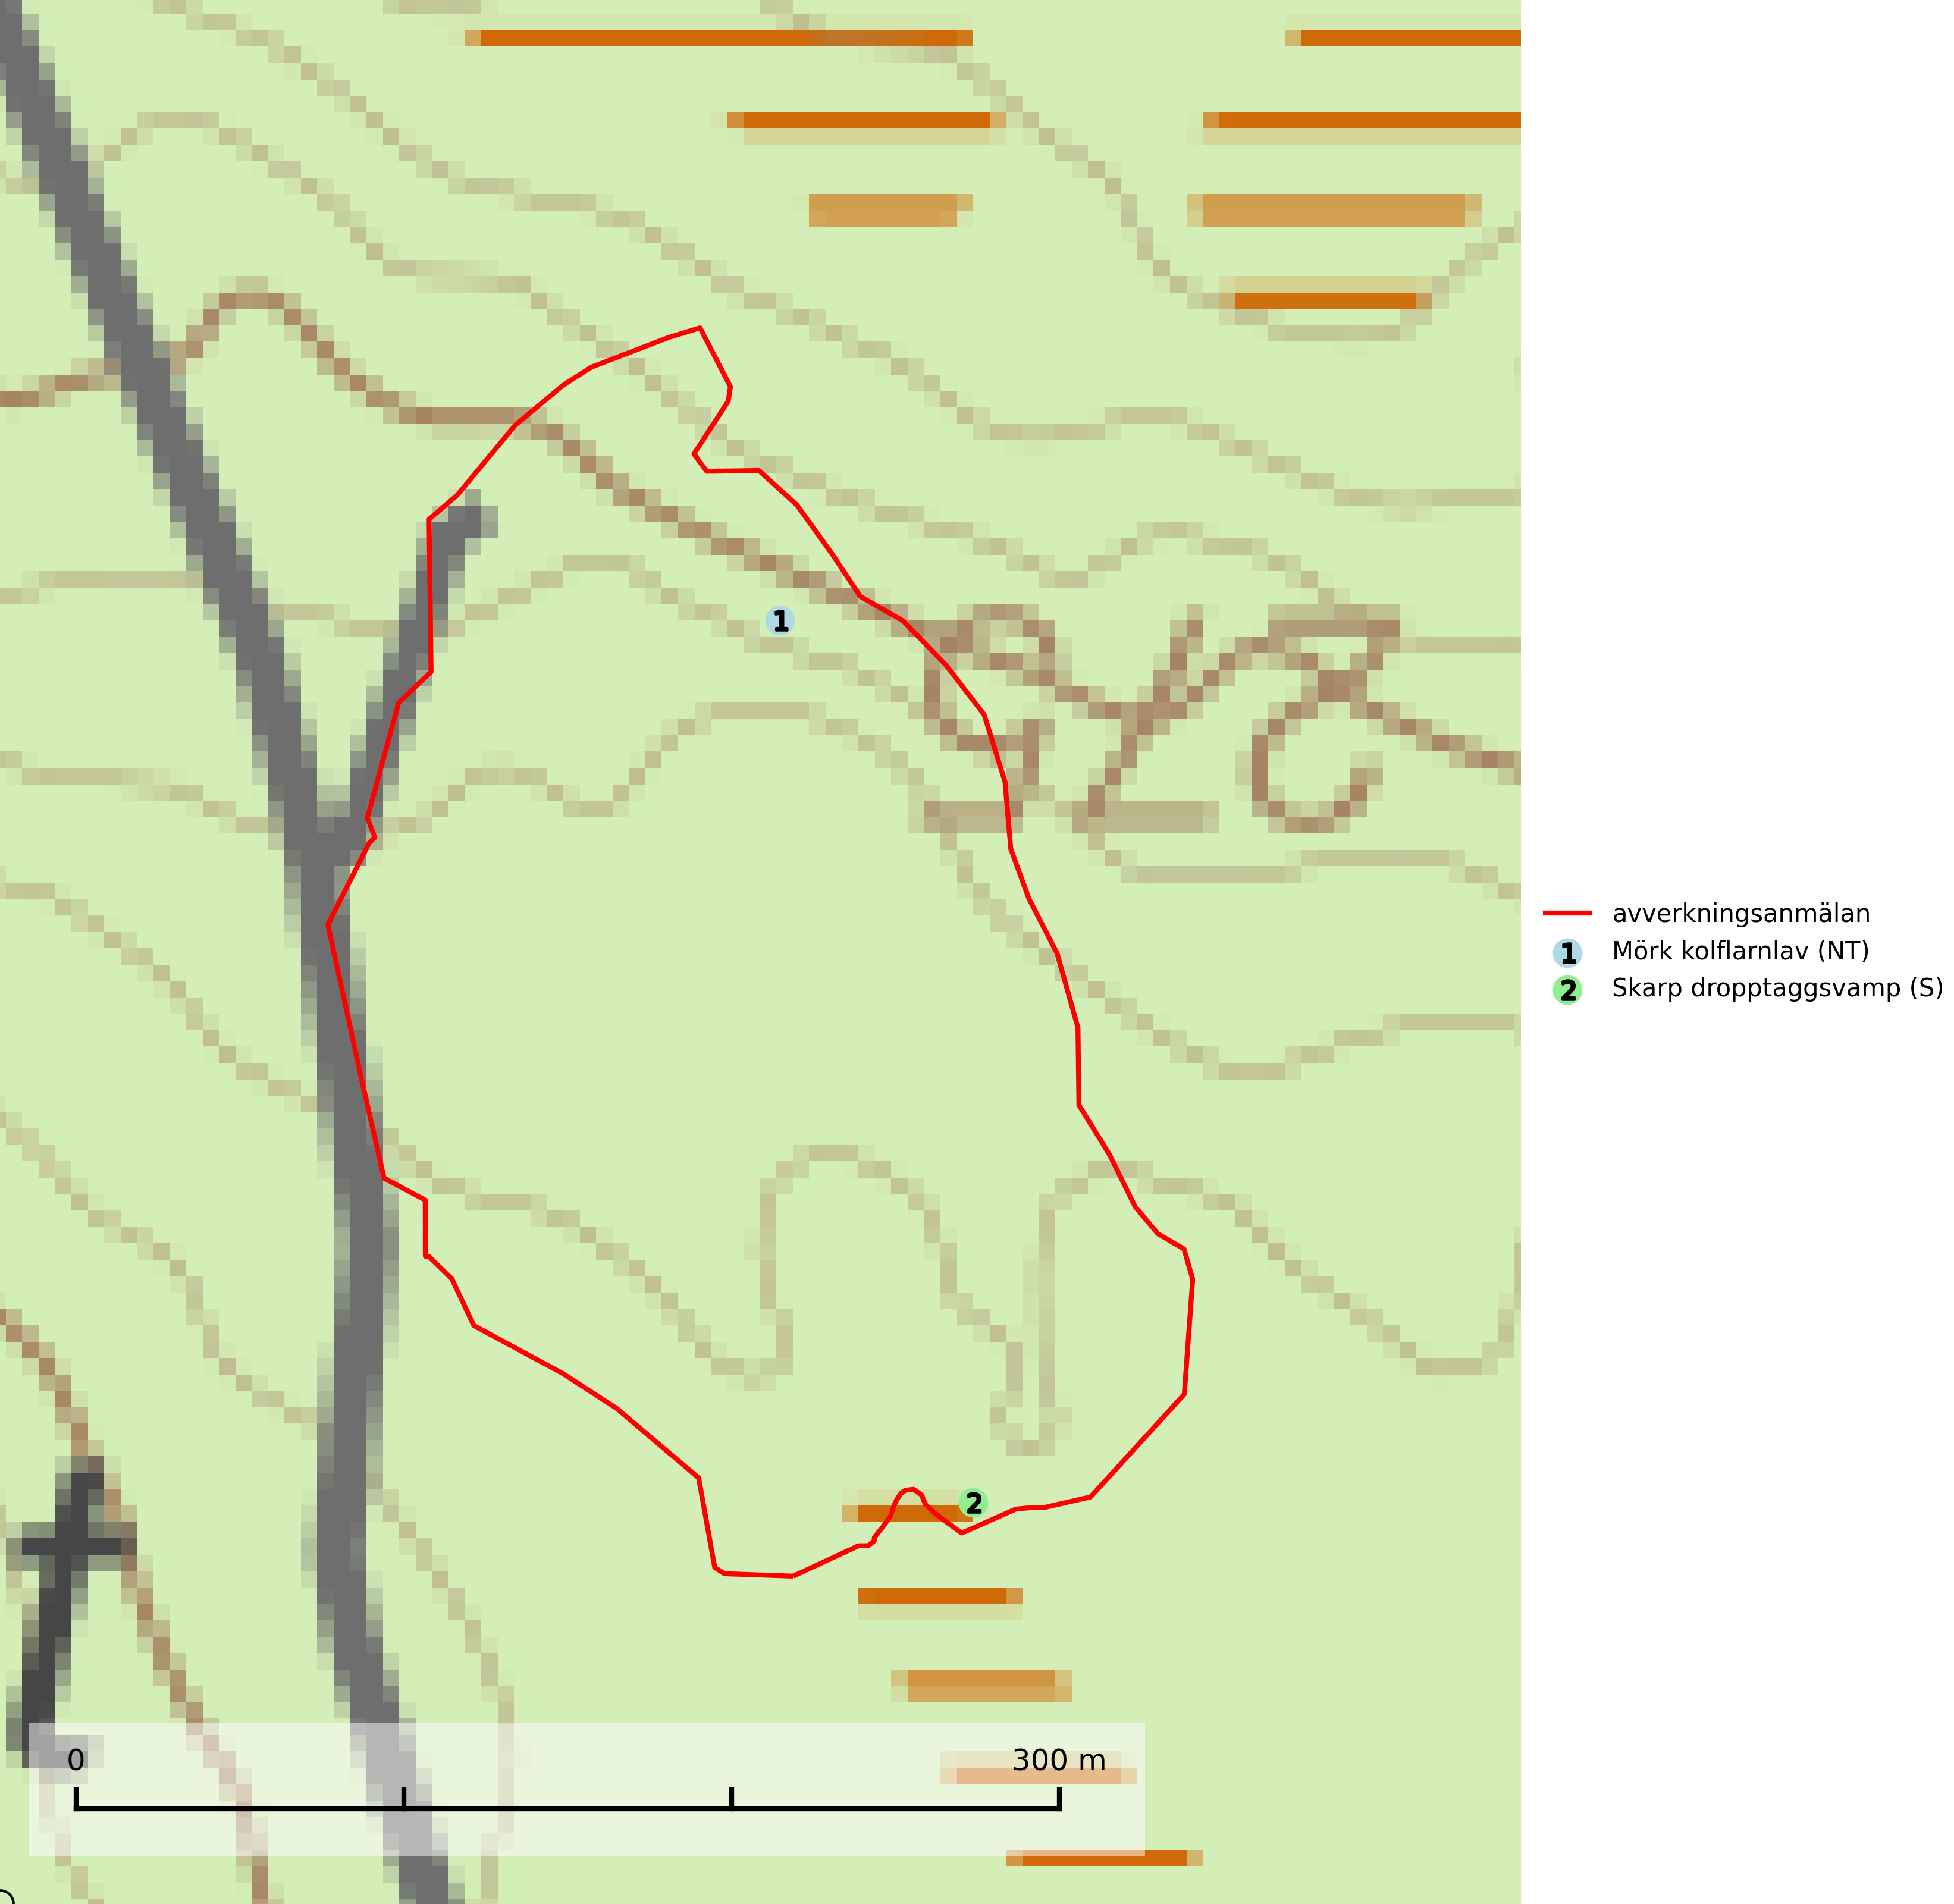 1
2
avverkningsanmälan
1 Mörk kolflarnlav (NT)
2 Skarp dropptaggsvamp (S)
0 300 m